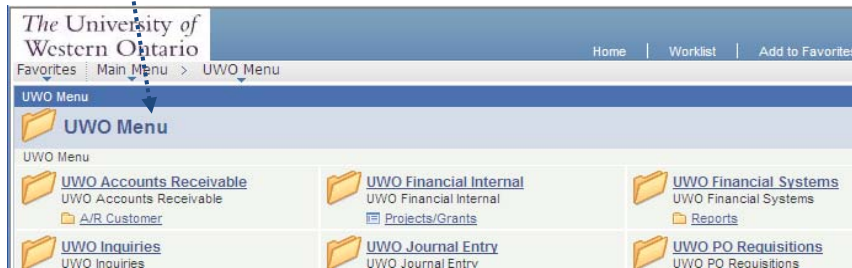 The University of
Western Ontario
Home | Worklist | Add to Favorites
Favorites Main Menu > UWO Menu
UWO Menu
UWO Menu
UWO Menu
UWO Accounts Receivable
UWO Accounts Receivable
A/R Customer
UWO Financial Internal
UWO Financial Internal
Projects/Grants
UWO Financial Systems
UWO Financial Systems
Reports
UWO Inquiries
UWO Inquiries
UWO Journal Entry
UWO Journal Entry
UWO PO Requisitions
UWO PO Requisitions